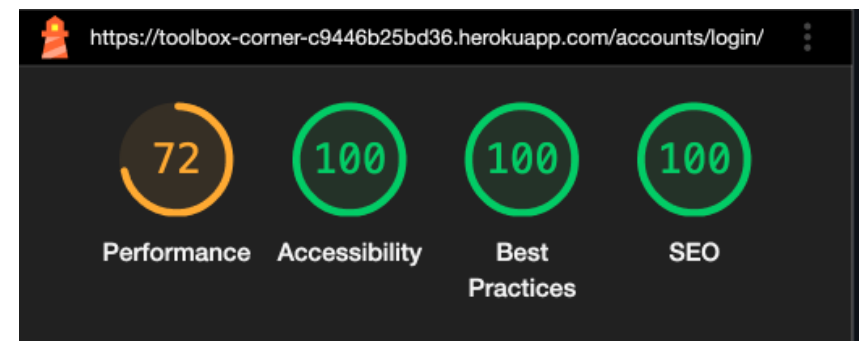 https://toolbox-corner-c9446b25bd36.herokuapp.com/accounts/login/
72
100
100
100
Performance
Accessibility
Best
Practices
SEO